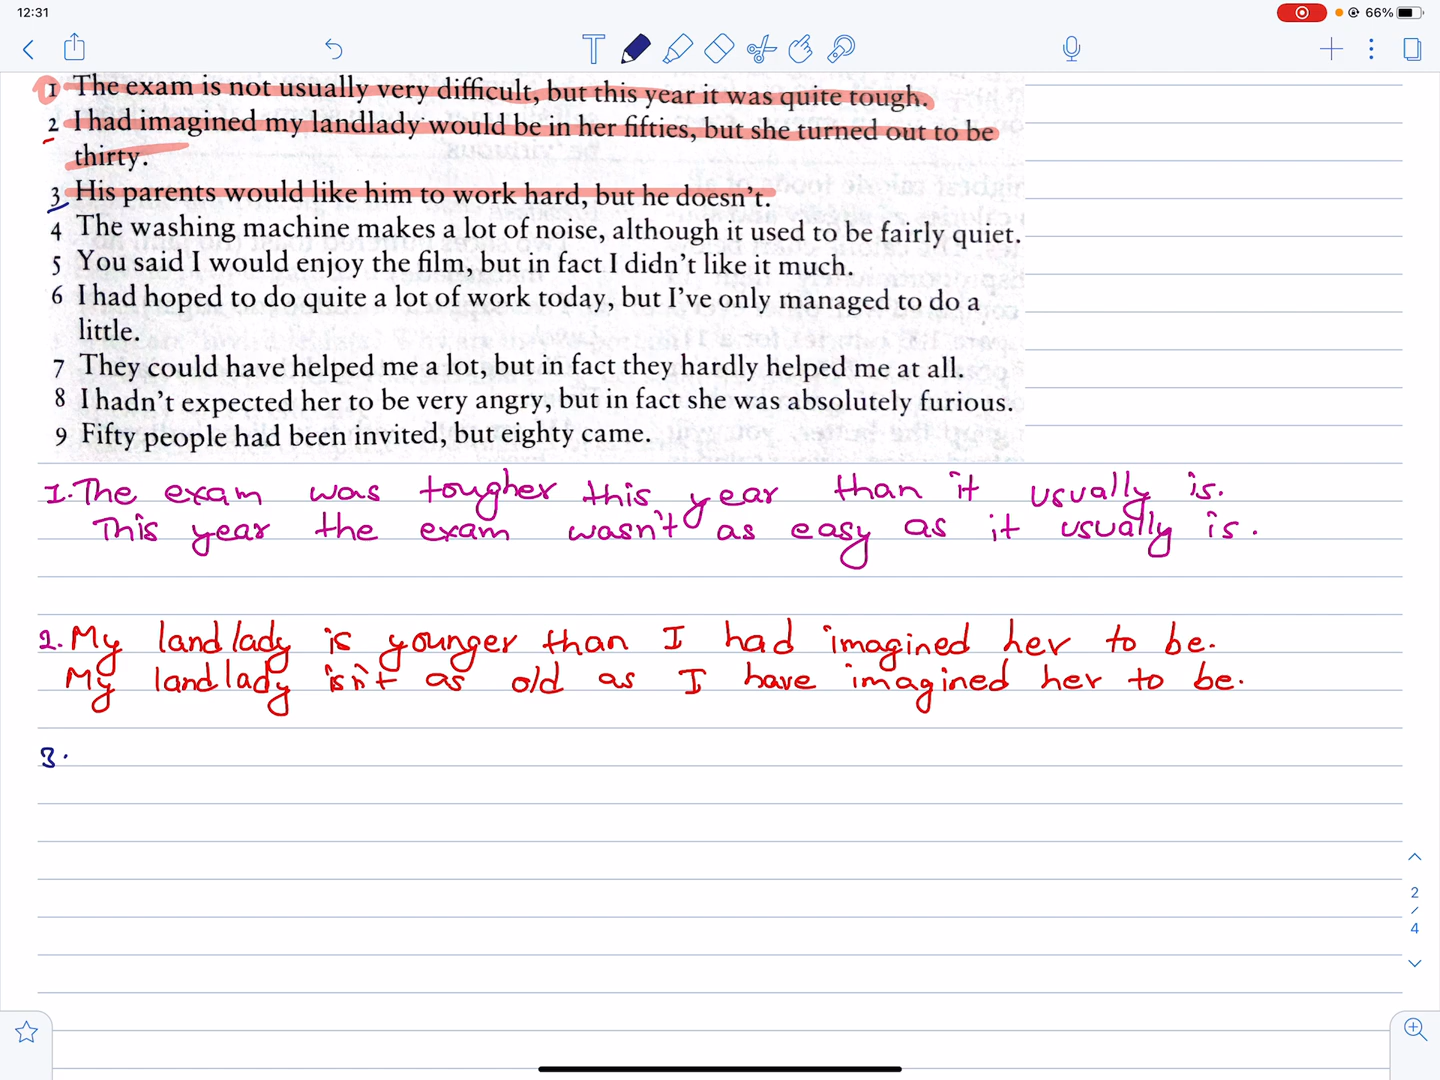 12:31
66%
1 The exam is not usually very difficult, but this year it was quite tough.
2 I had imagined my landlady would be in her fifties, but she turned out to be
thirty.
3 His parents would like him to work hard, but he doesn't.
4 The washing machine makes a lot of noise, although it used to be fairly quiet.
5 You said I would enjoy the film, but in fact I didn't like it much.
6 I had hoped to do quite a lot of work today, but I've only managed to do a
little.
7 They could have helped me a lot, but in fact they hardly helped me at all.
8 I hadn't expected her to be very angry, but in fact she was absolutely furious.
9 Fifty people had been invited, but eighty came.
1. The exam was tougher this year than it usually is.
This year the exam wasn't as easy as it usually is.
2. My landlady is younger than I had imagined her to be.
My landlady isn't as old as I have imagined her to be.
3.
2
/
4